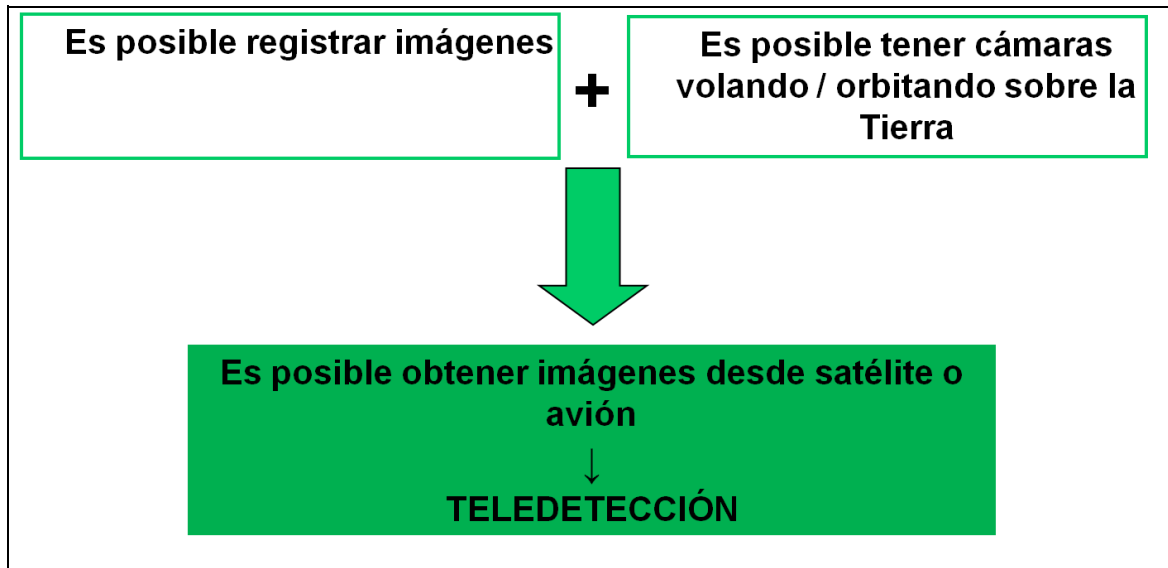 Es posible registrar imágenes
+
Es posible tener cámaras
volando / orbitando sobre la
Tierra
Es posible obtener imágenes desde satélite o
avión
↓
TELEDETECCIÓN